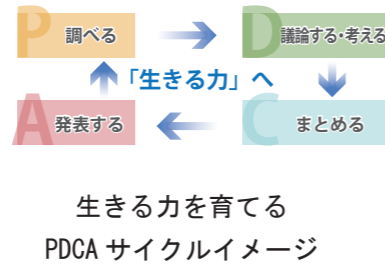 P 調べる
D 議論する・考える
「生きる力」へ
A 発表する
C まとめる
生きる力を育てる
PDCA サイクルイメージ